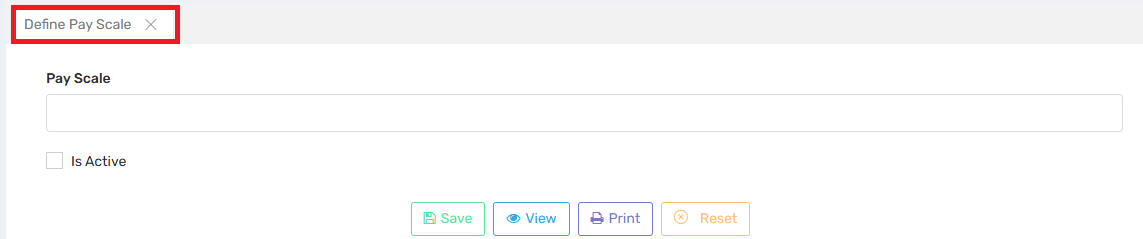 Define Pay Scale
Pay Scale
Is Active
Save View Print Reset